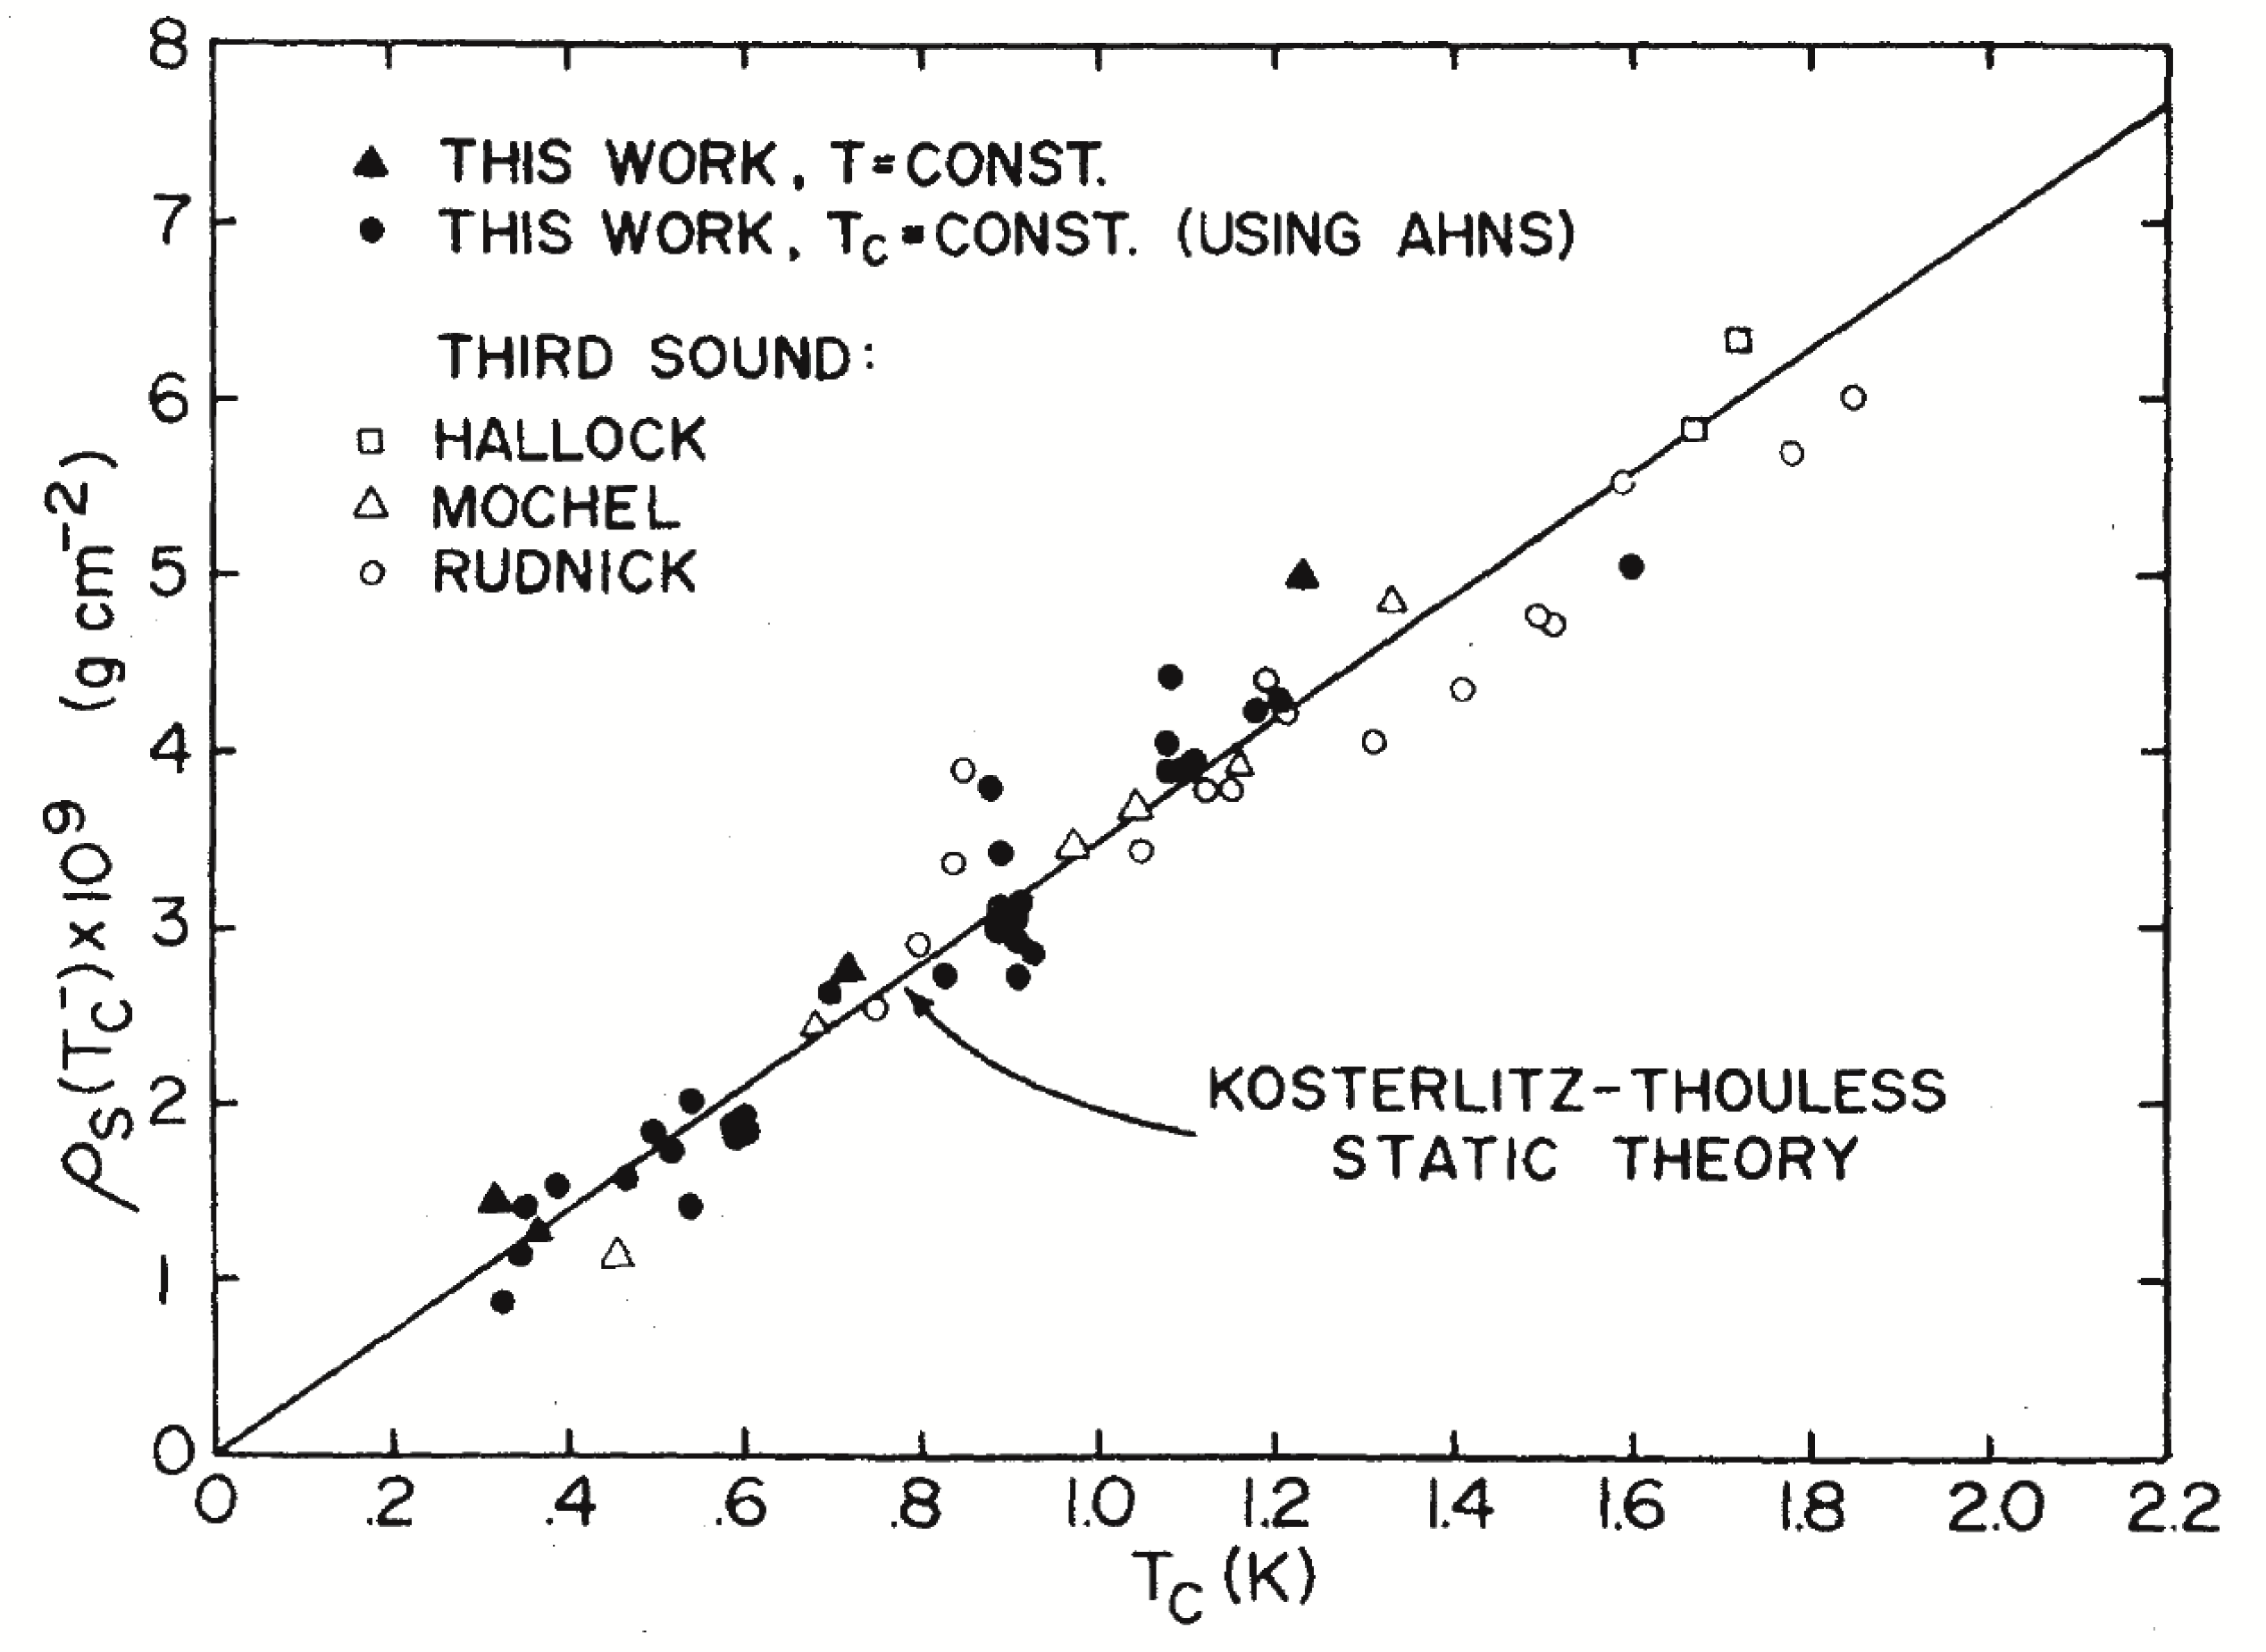 8
7
6
5
4
3
2
1
0
ρS(TC−)×10⁹ (g cm⁻²)
▲ THIS WORK, T=CONST.
● THIS WORK, TC=CONST. (USING AHNS)
THIRD SOUND:
□ HALLOCK
△ MOCHEL
○ RUDNICK
KOSTERLITZ-THOULESS
STATIC THEORY
0 .2 .4 .6 .8 1.0 1.2 1.4 1.6 1.8 2.0 2.2
TC (K)